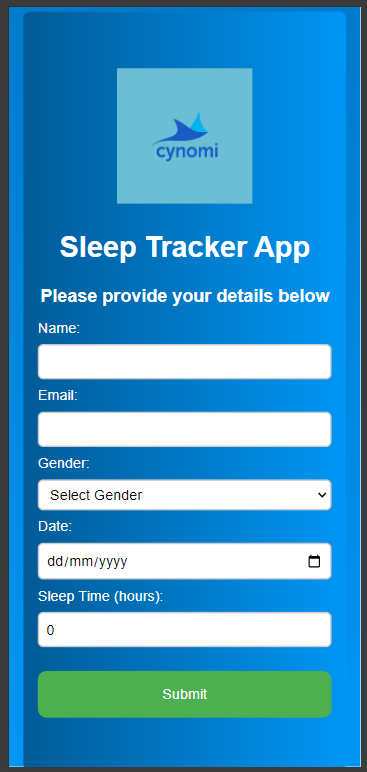 cynomi
Sleep Tracker App
Please provide your details below
Name:
Email:
Gender:
Select Gender
Date:
dd/mm/yyyy
Sleep Time (hours):
0
Submit